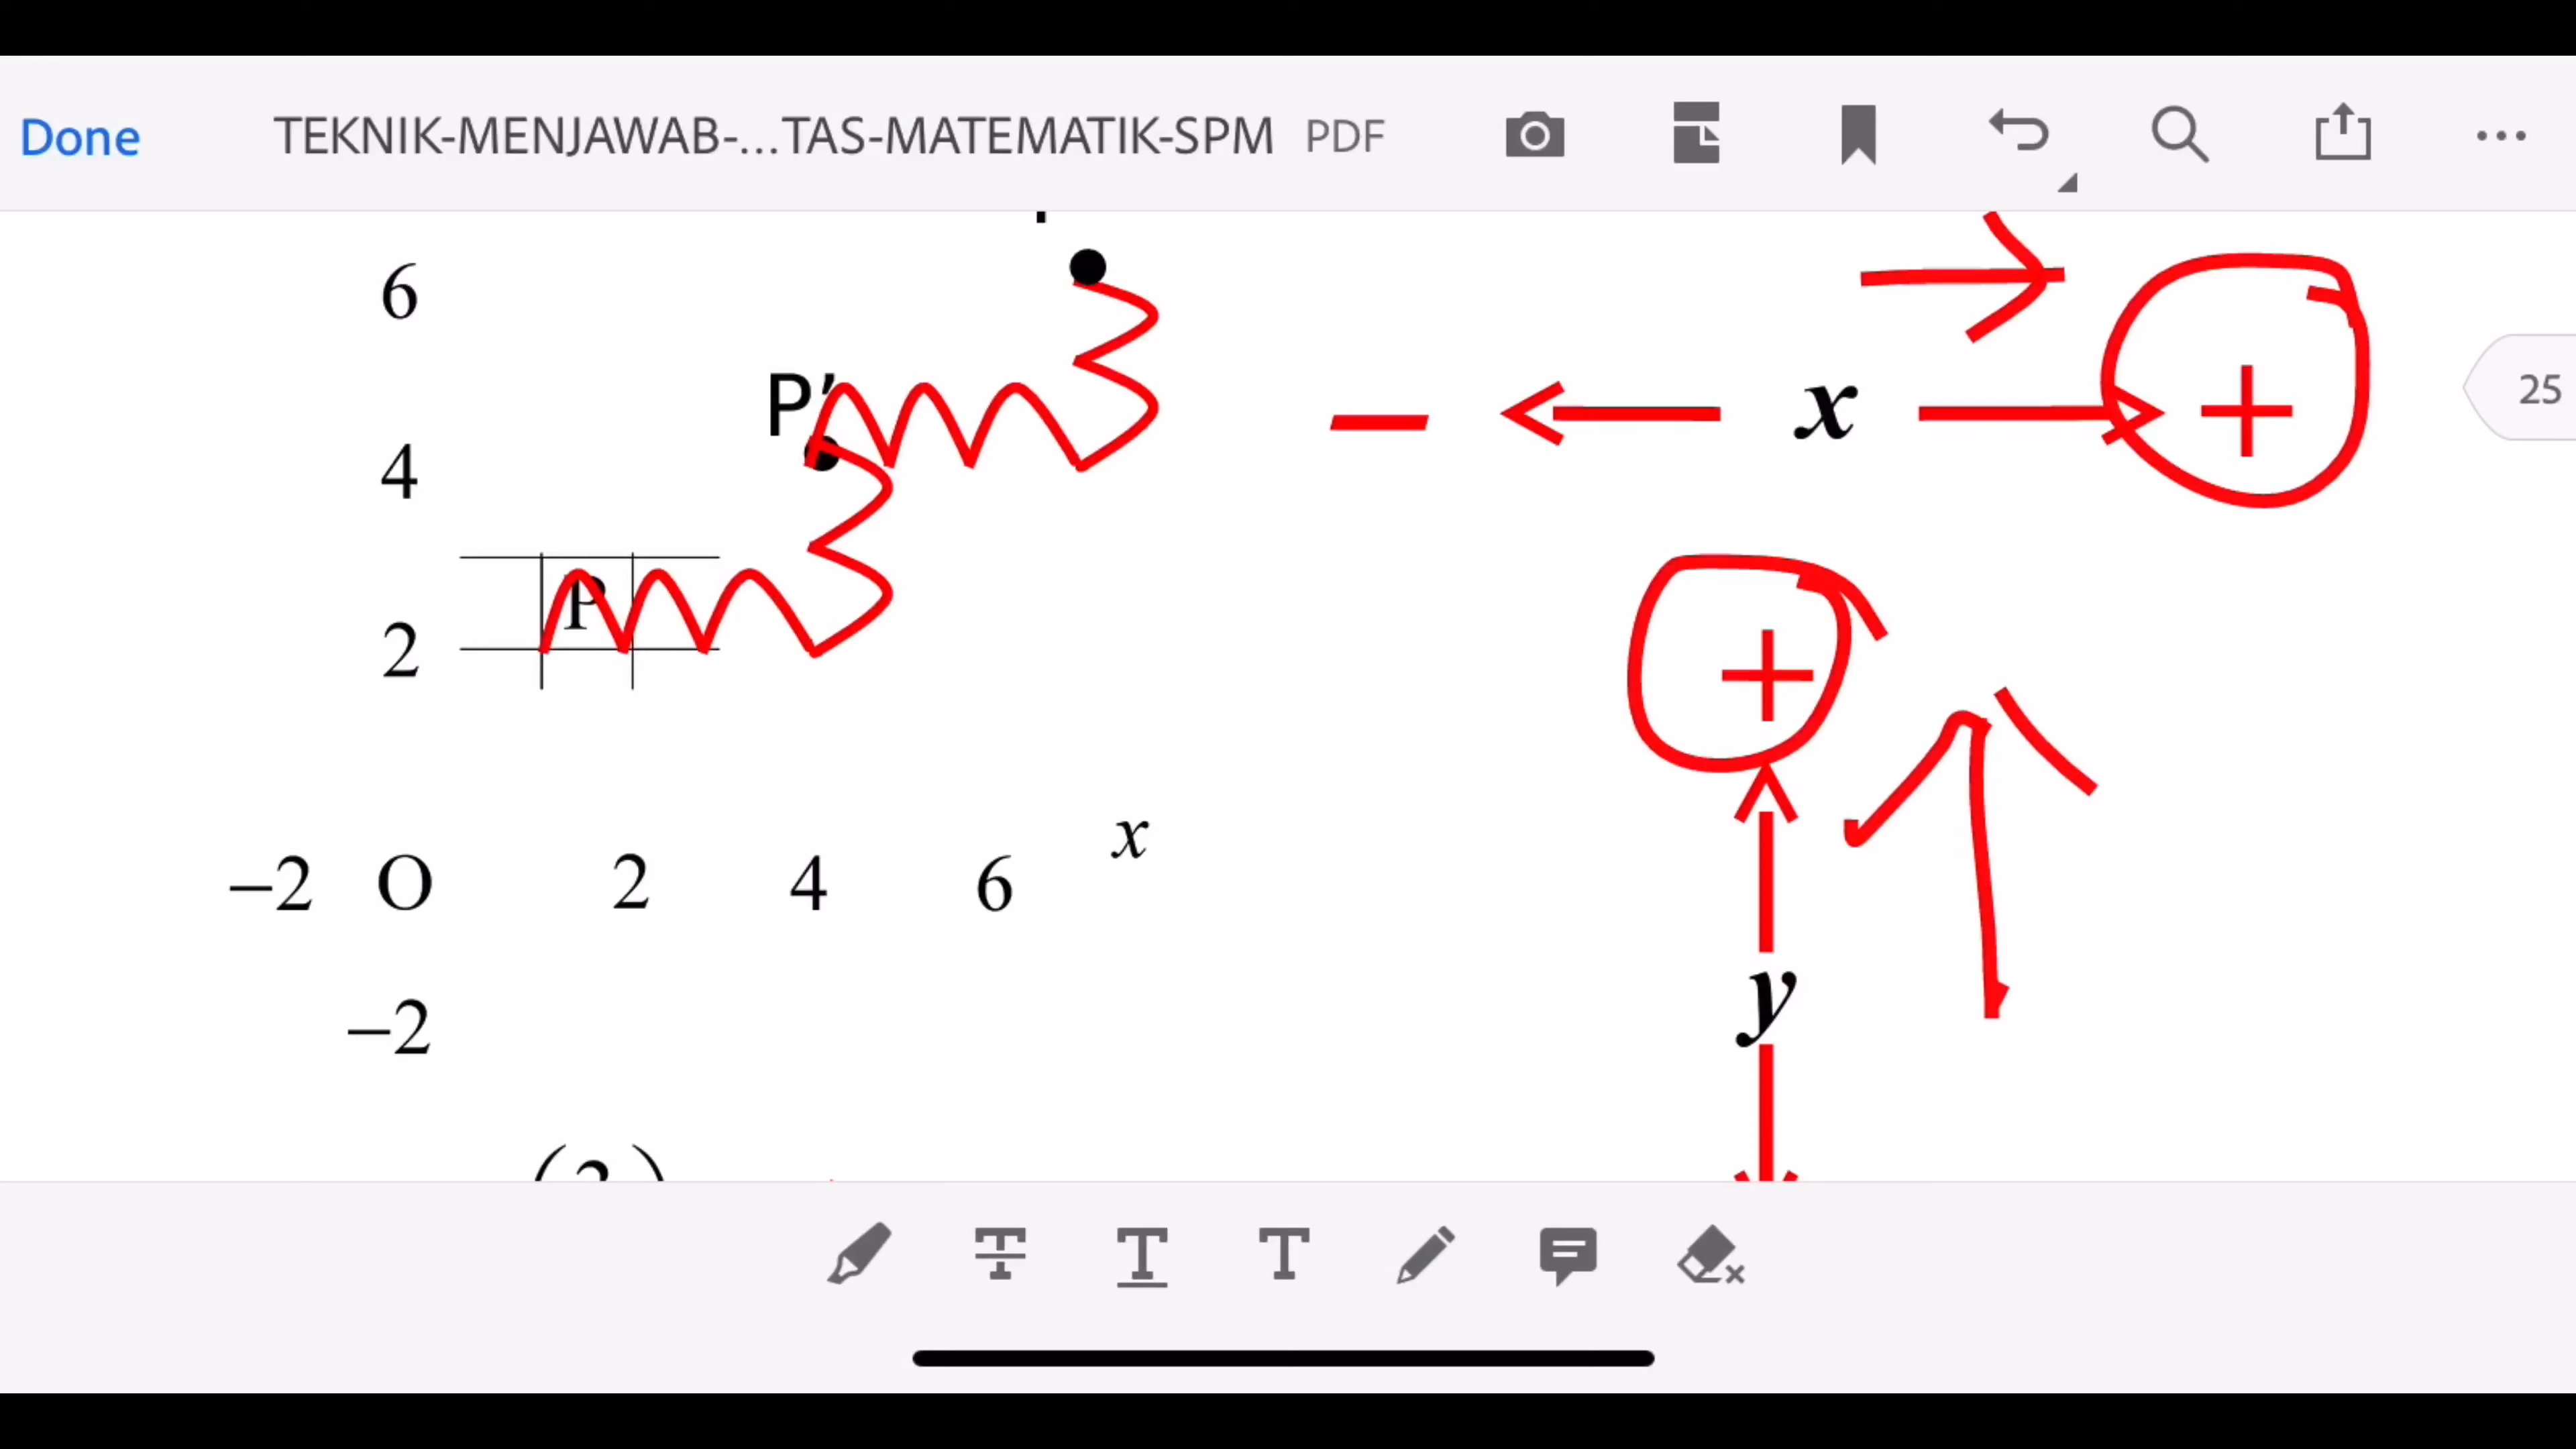 Done TEKNIK-MENJAWAB-...TAS-MATEMATIK-SPM PDF
6
P’
− x +
25
4
P
+
2
x
−2 O 2 4 6
y
−2